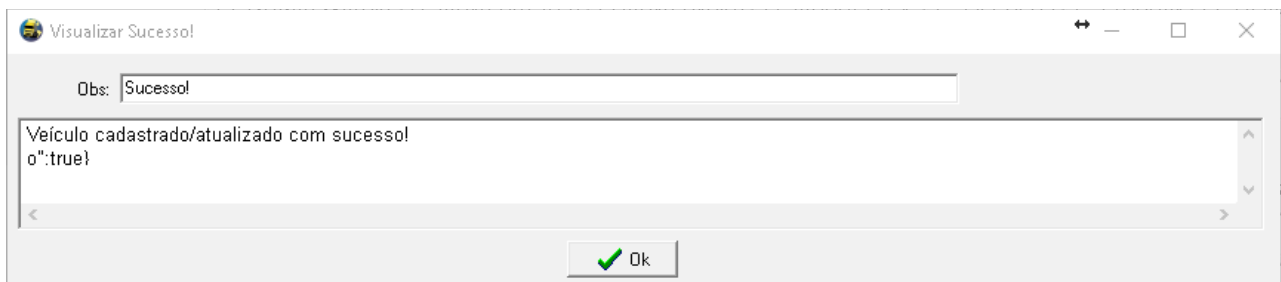 Visualizar Sucesso!
Obs: Sucesso!
Veículo cadastrado/atualizado com sucesso!
o":true}
Ok